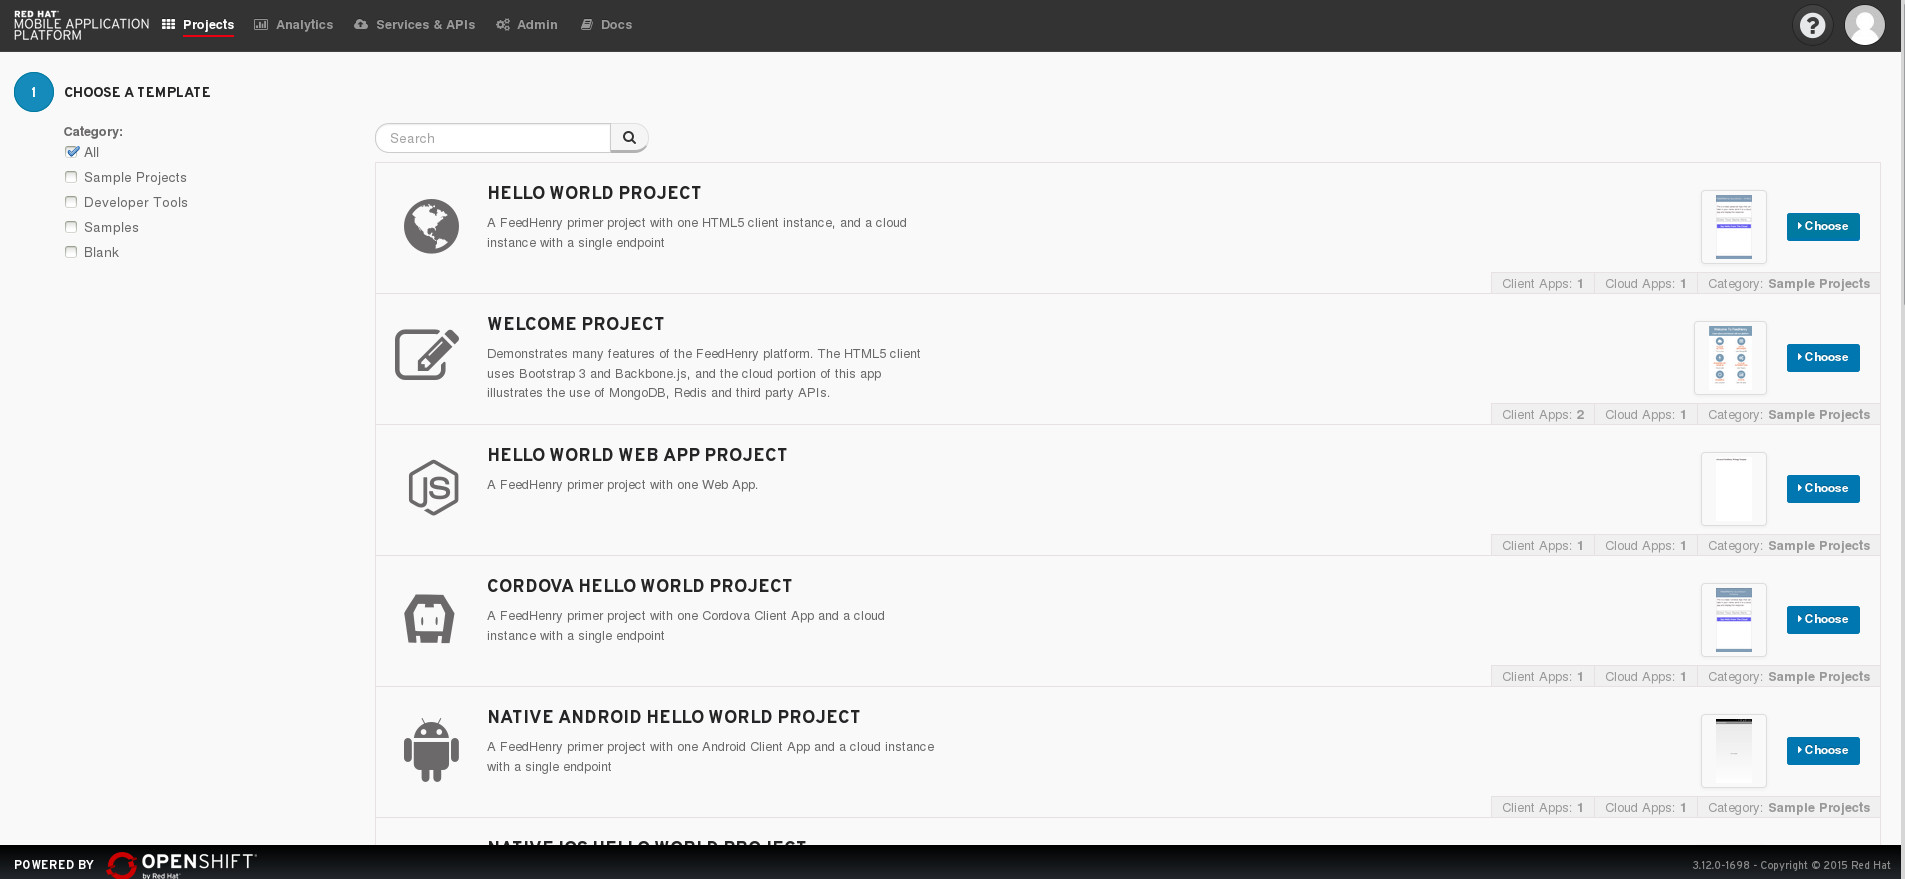 RED HAT
MOBILE APPLICATION
PLATFORM
Projects
Analytics
Services & APIs
Admin
Docs
?
1
CHOOSE A TEMPLATE
Category:
All
Sample Projects
Developer Tools
Samples
Blank
Search
HELLO WORLD PROJECT
A FeedHenry primer project with one HTML5 client instance, and a cloud
instance with a single endpoint
Choose
Client Apps: 1 Cloud Apps: 1 Category: Sample Projects
WELCOME PROJECT
Demonstrates many features of the FeedHenry platform. The HTML5 client
uses Bootstrap 3 and Backbone.js, and the cloud portion of this app
illustrates the use of MongoDB, Redis and third party APIs.
Choose
Client Apps: 2 Cloud Apps: 1 Category: Sample Projects
JS
HELLO WORLD WEB APP PROJECT
A FeedHenry primer project with one Web App.
Choose
Client Apps: 1 Cloud Apps: 1 Category: Sample Projects
CORDOVA HELLO WORLD PROJECT
A FeedHenry primer project with one Cordova Client App and a cloud
instance with a single endpoint
Choose
Client Apps: 1 Cloud Apps: 1 Category: Sample Projects
NATIVE ANDROID HELLO WORLD PROJECT
A FeedHenry primer project with one Android Client App and a cloud instance
with a single endpoint
Choose
Client Apps: 1 Cloud Apps: 1 Category: Sample Projects
NATIVE IOS HELLO WORLD PROJECT
POWERED BY
OPENSHIFT
by Red Hat
3.12.0-1698 - Copyright © 2015 Red Hat